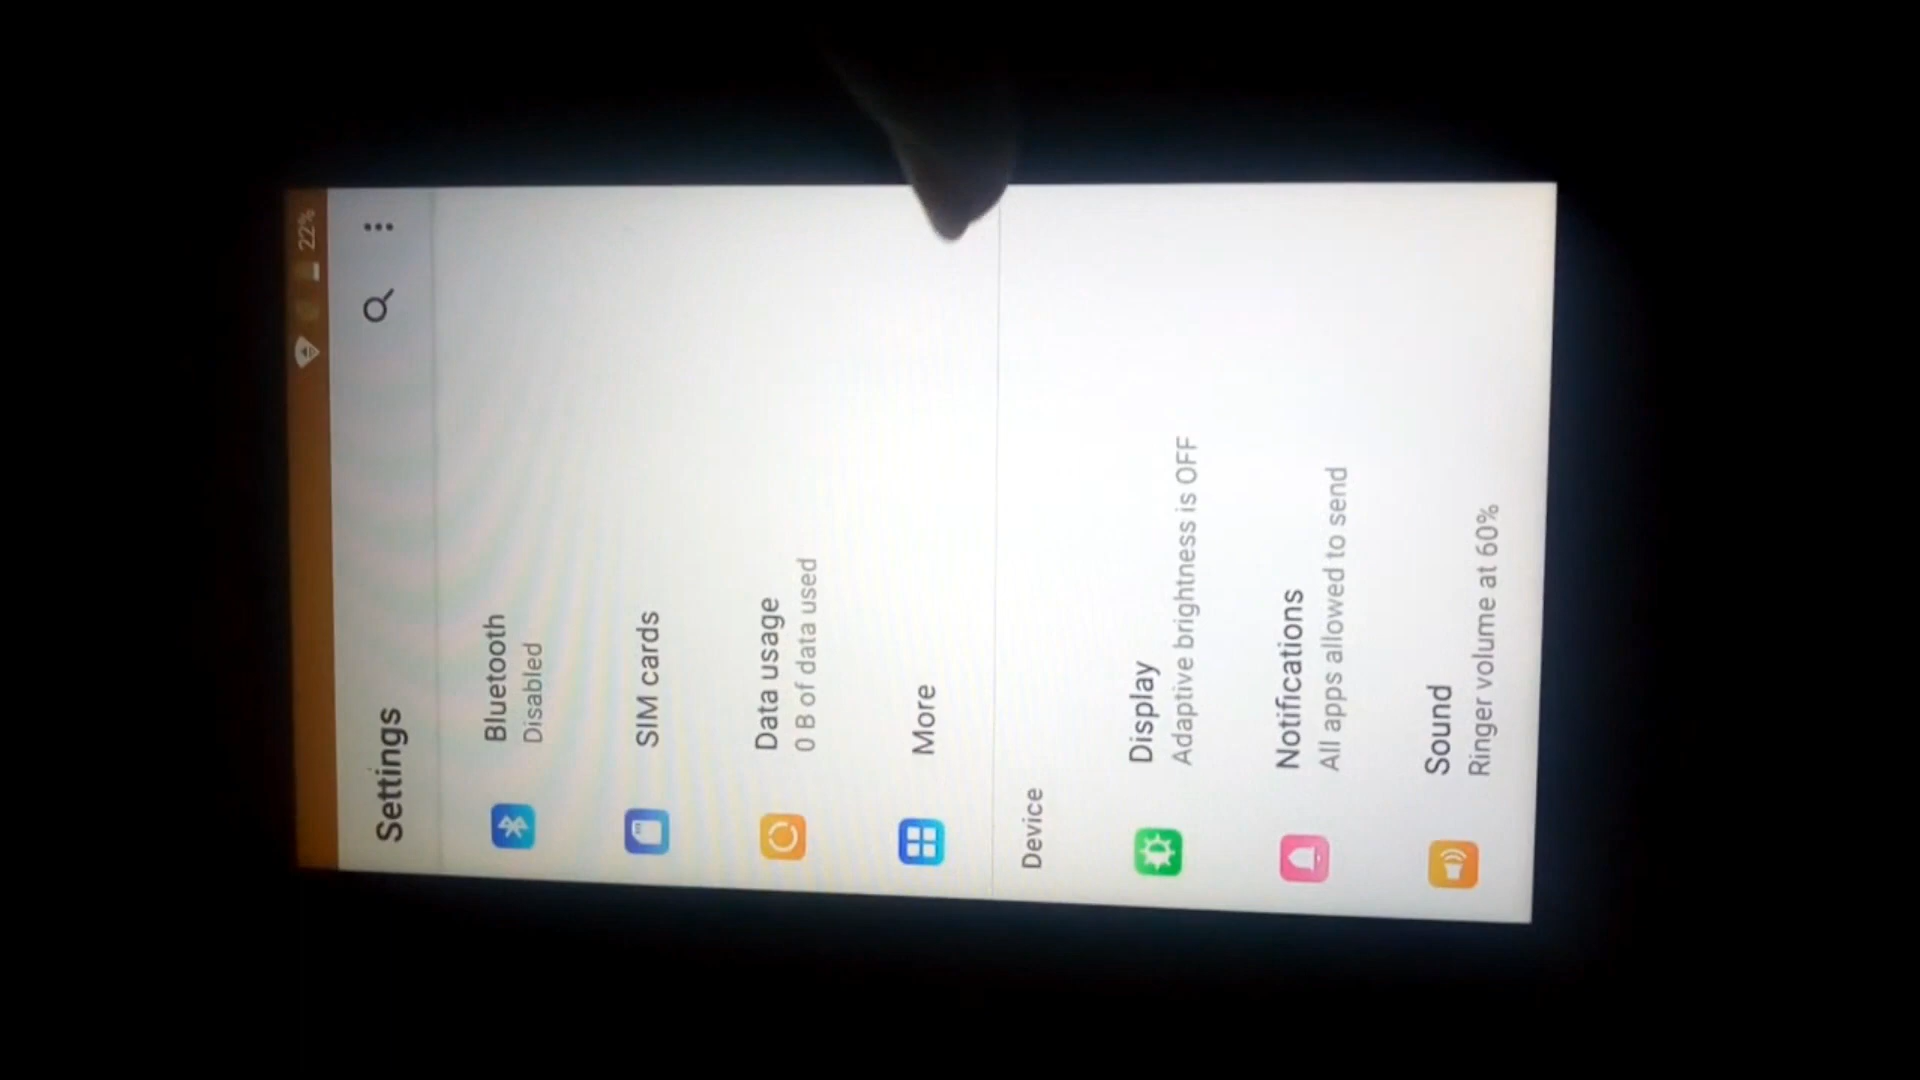 22%
Settings
Bluetooth
Disabled
SIM cards
Data usage
0 B of data used
More
Device
Display
Adaptive brightness is OFF
Notifications
All apps allowed to send
Sound
Ringer volume at 60%